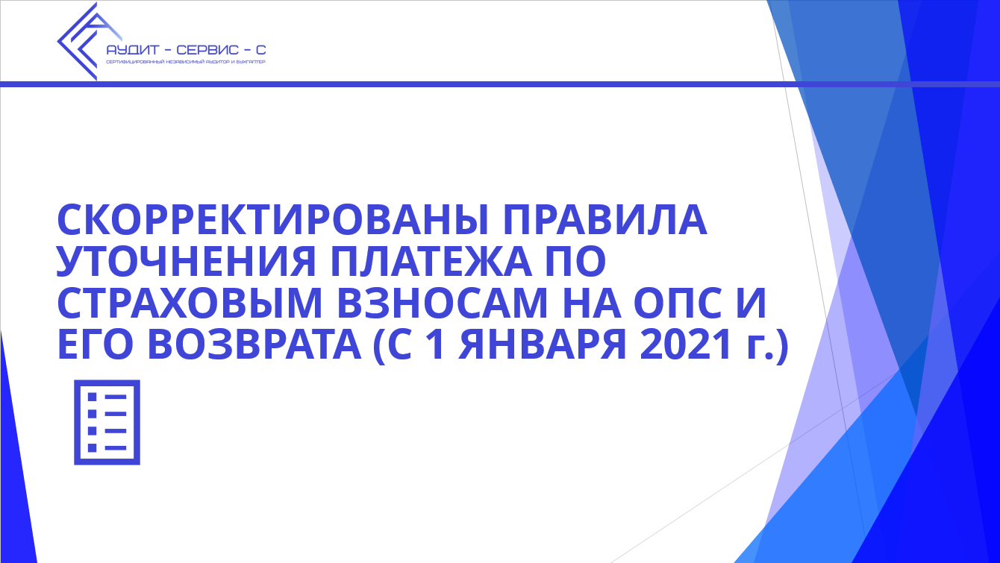 АУДИТ - СЕРВИС - С
СЕРТИФИЦИРОВАННЫЙ НЕЗАВИСИМЫЙ АУДИТОР И БУХГАЛТЕР
СКОРРЕКТИРОВАНЫ ПРАВИЛА
УТОЧНЕНИЯ ПЛАТЕЖА ПО
СТРАХОВЫМ ВЗНОСАМ НА ОПС И
ЕГО ВОЗВРАТА (С 1 ЯНВАРЯ 2021 г.)